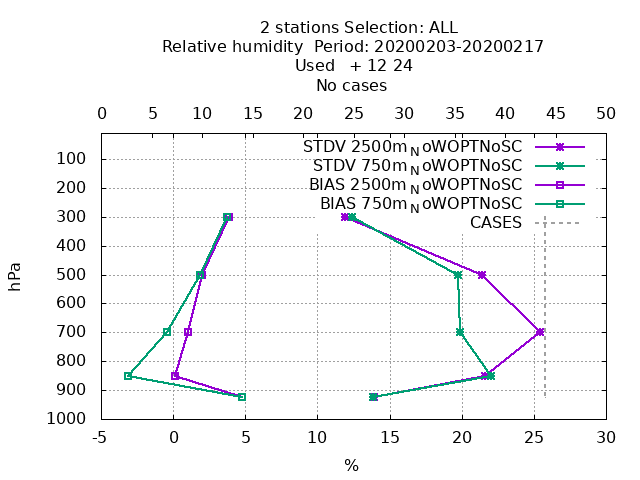 2 stations Selection: ALL
Relative humidity  Period: 20200203-20200217
Used   + 12 24
No cases
0 5 10 15 20 25 30 35 40 45 50
STDV 2500m_NoWOPTNoSC
STDV 750m_NoWOPTNoSC
BIAS 2500m_NoWOPTNoSC
BIAS 750m_NoWOPTNoSC
CASES
100
200
300
400
500
600
700
800
900
1000
hPa
-5 0 5 10 15 20 25 30
%